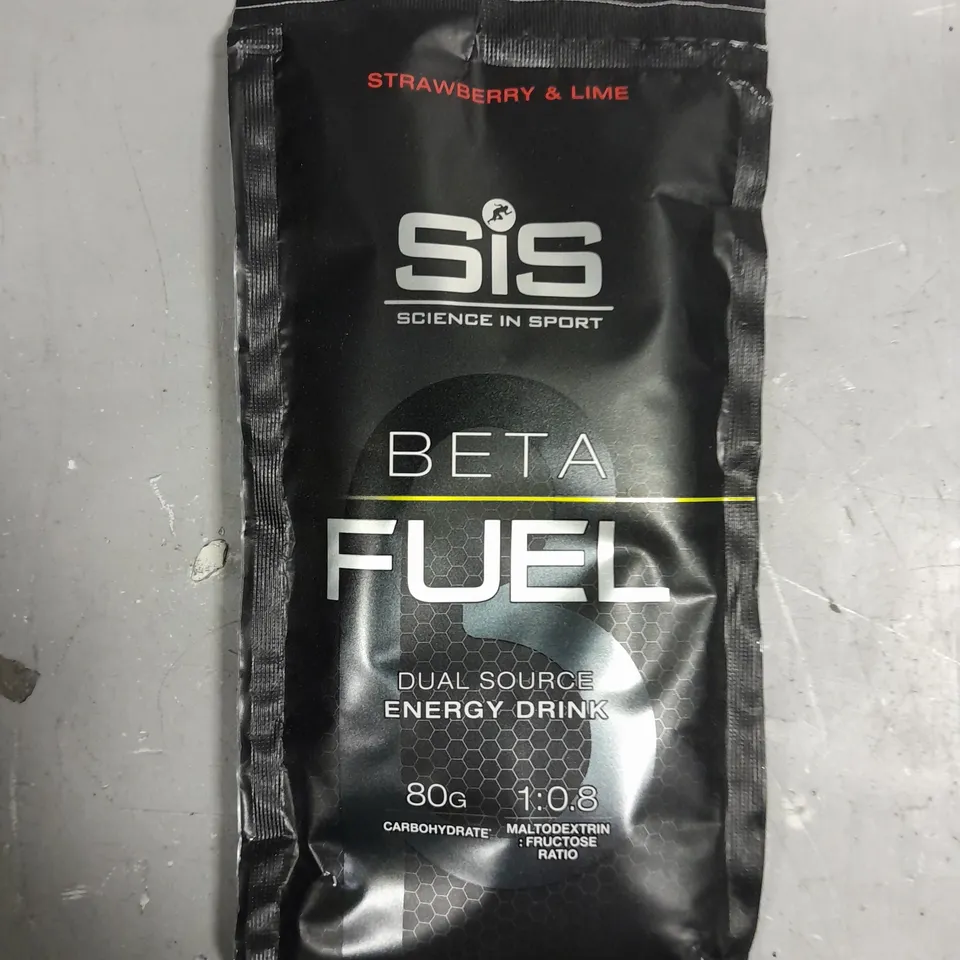 STRAWBERRY & LIME
SiS
SCIENCE IN SPORT
BETA
FUEL
DUAL SOURCE
ENERGY DRINK
80G 1:0.8
CARBOHYDRATE* MALTODEXTRIN
: FRUCTOSE
RATIO